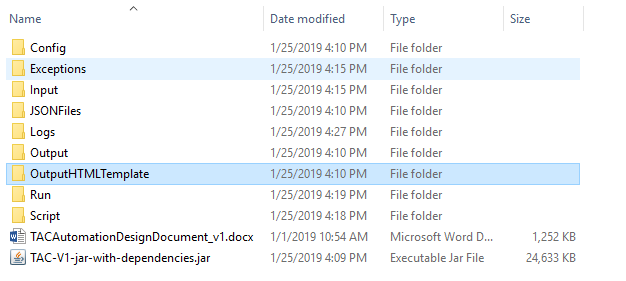 Name Date modified Type Size
Config 1/25/2019 4:10 PM File folder
Exceptions 1/25/2019 4:15 PM File folder
Input 1/25/2019 4:15 PM File folder
JSONFiles 1/25/2019 4:10 PM File folder
Logs 1/25/2019 4:27 PM File folder
Output 1/25/2019 4:10 PM File folder
OutputHTMLTemplate 1/25/2019 4:10 PM File folder
Run 1/25/2019 4:19 PM File folder
Script 1/25/2019 4:18 PM File folder
TACAutomationDesignDocument_v1.docx 1/1/2019 10:54 AM Microsoft Word D... 1,252 KB
TAC-V1-jar-with-dependencies.jar 1/25/2019 4:09 PM Executable Jar File 24,633 KB